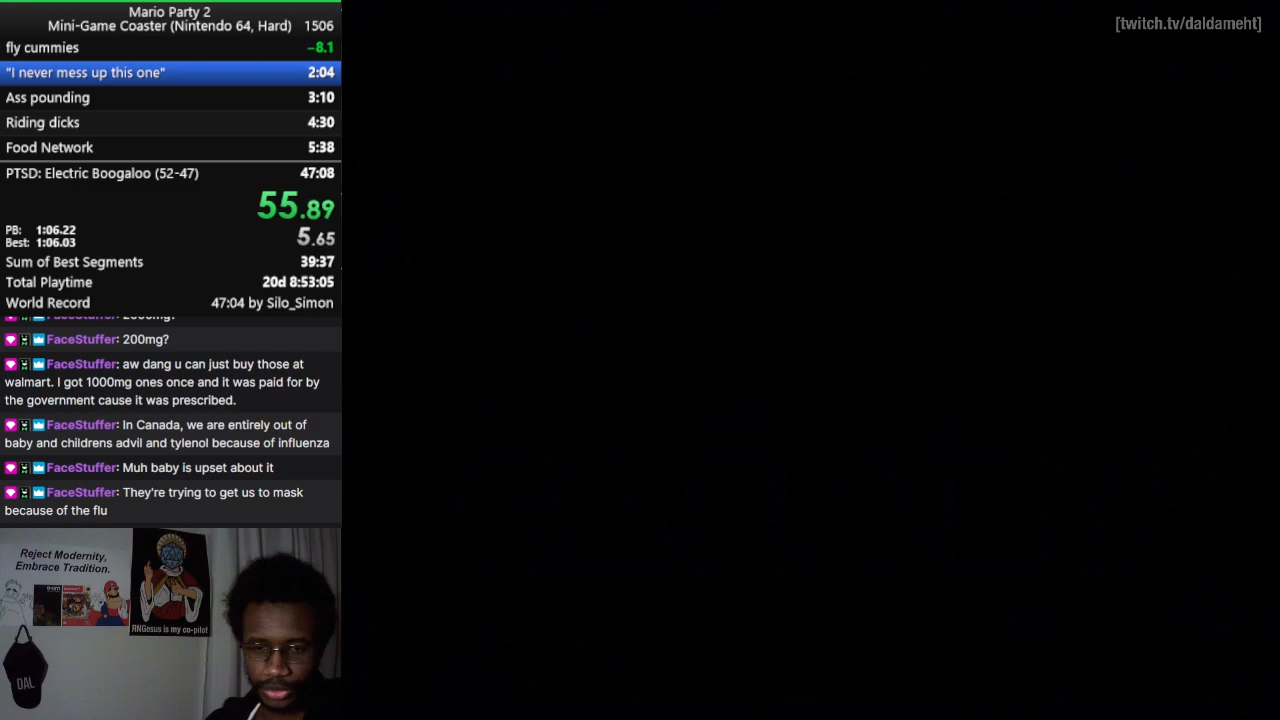 Mario Party 2
Mini-Game Coaster (Nintendo 64, Hard) 1506
[twitch.tv/daldameht]
fly cummies -8.1
"I never mess up this one" 2:04
Ass pounding 3:10
Riding dicks 4:30
Food Network 5:38
PTSD: Electric Boogaloo (52-47) 47:08
55.89
PB: 1:06.22
Best: 1:06.03
5.65
Sum of Best Segments 39:37
Total Playtime 20d 8:53:05
World Record 47:04 by Silo_Simon
FaceStuffer: 200mg?
FaceStuffer: aw dang u can just buy those at
walmart. I got 1000mg ones once and it was paid for by
the government cause it was prescribed.
FaceStuffer: In Canada, we are entirely out of
baby and childrens advil and tylenol because of influenza
FaceStuffer: Muh baby is upset about it
FaceStuffer: They're trying to get us to mask
because of the flu
Reject Modernity,
Embrace Tradition.
RNGesus is my co-pilot
DAL